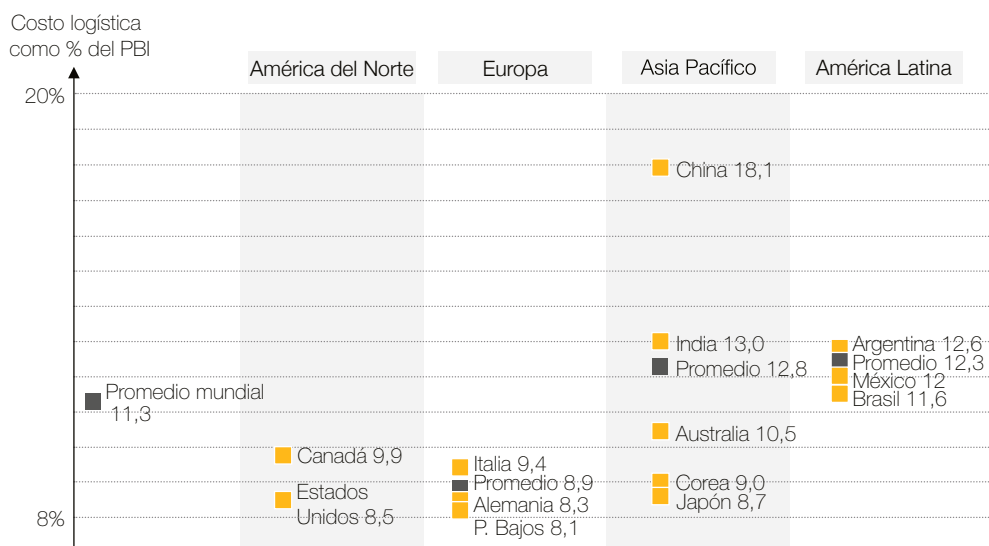 Costo logística
como % del PBI
América del Norte
Europa
Asia Pacífico
América Latina
20%
China 18,1
India 13,0
Argentina 12,6
Promedio 12,3
Promedio 12,8
México 12
Promedio mundial
11,3
Brasil 11,6
Australia 10,5
Canadá 9,9
Italia 9,4
Promedio 8,9
Corea 9,0
Estados
Unidos 8,5
Alemania 8,3
Japón 8,7
8%
P. Bajos 8,1